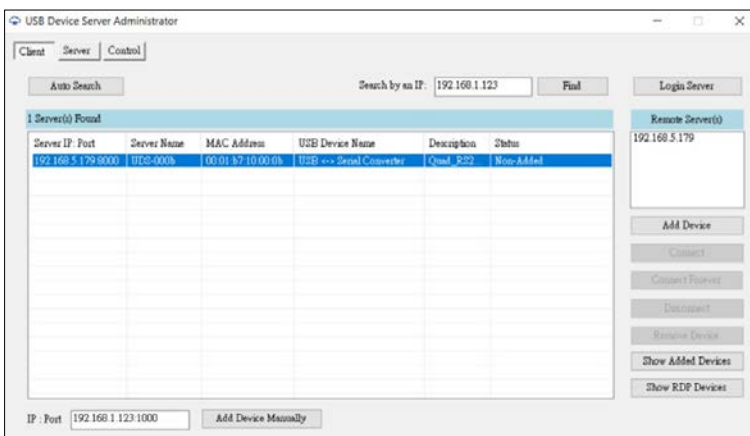 USB Device Server Administrator
Client Server Control
Auto Search Search by an IP: 192.168.1.123 Find Login Server
1 Server(s) Found Remote Server(s)
Server IP: Port Server Name MAC Address USB Device Name Description Status
192.168.5.179
192.168.5.179:8000 UDS-000b 00:01:b7:10:00:0b USB <-> Serial Converter Quad_RS2... Non-Added
Add Device
Connect
Connect Forever
Disconnect
Remove Device
Show Added Devices
Show RDP Devices
IP : Port 192.168.1.123:1000 Add Device Manually